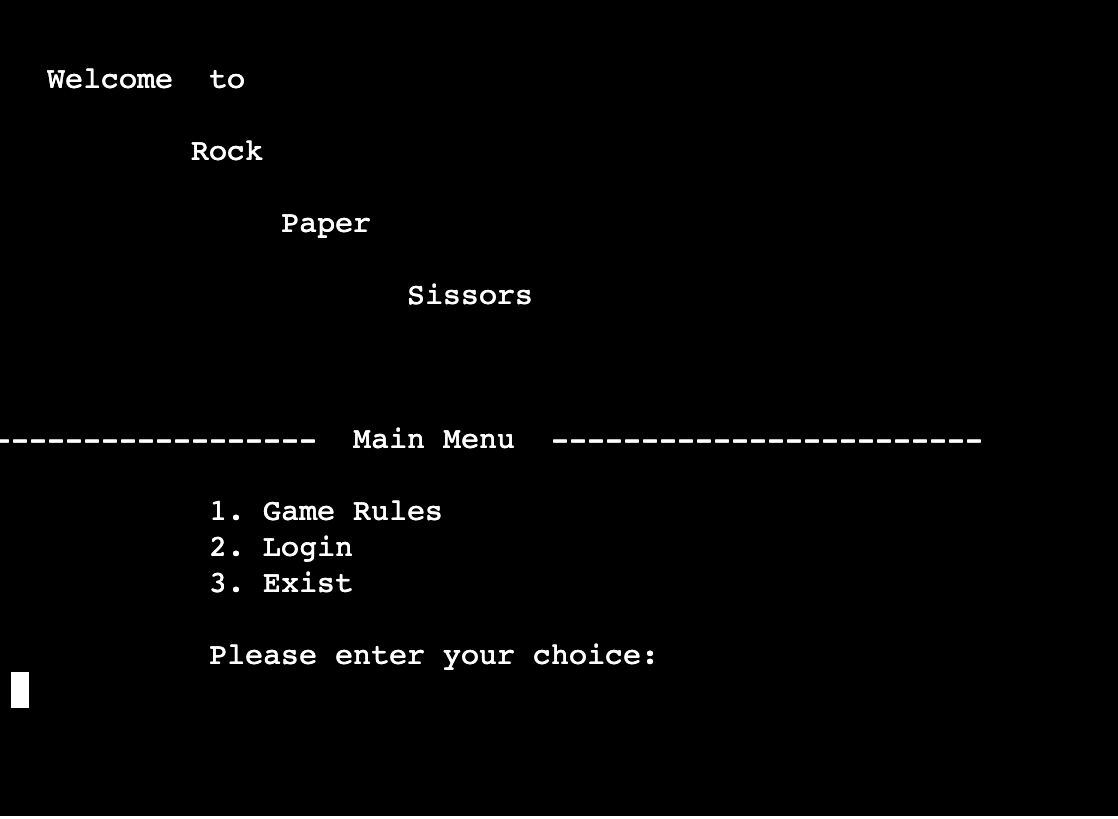 Welcome  to
Rock
Paper
Sissors
------------------  Main Menu  ------------------------
1. Game Rules
2. Login
3. Exist
Please enter your choice: